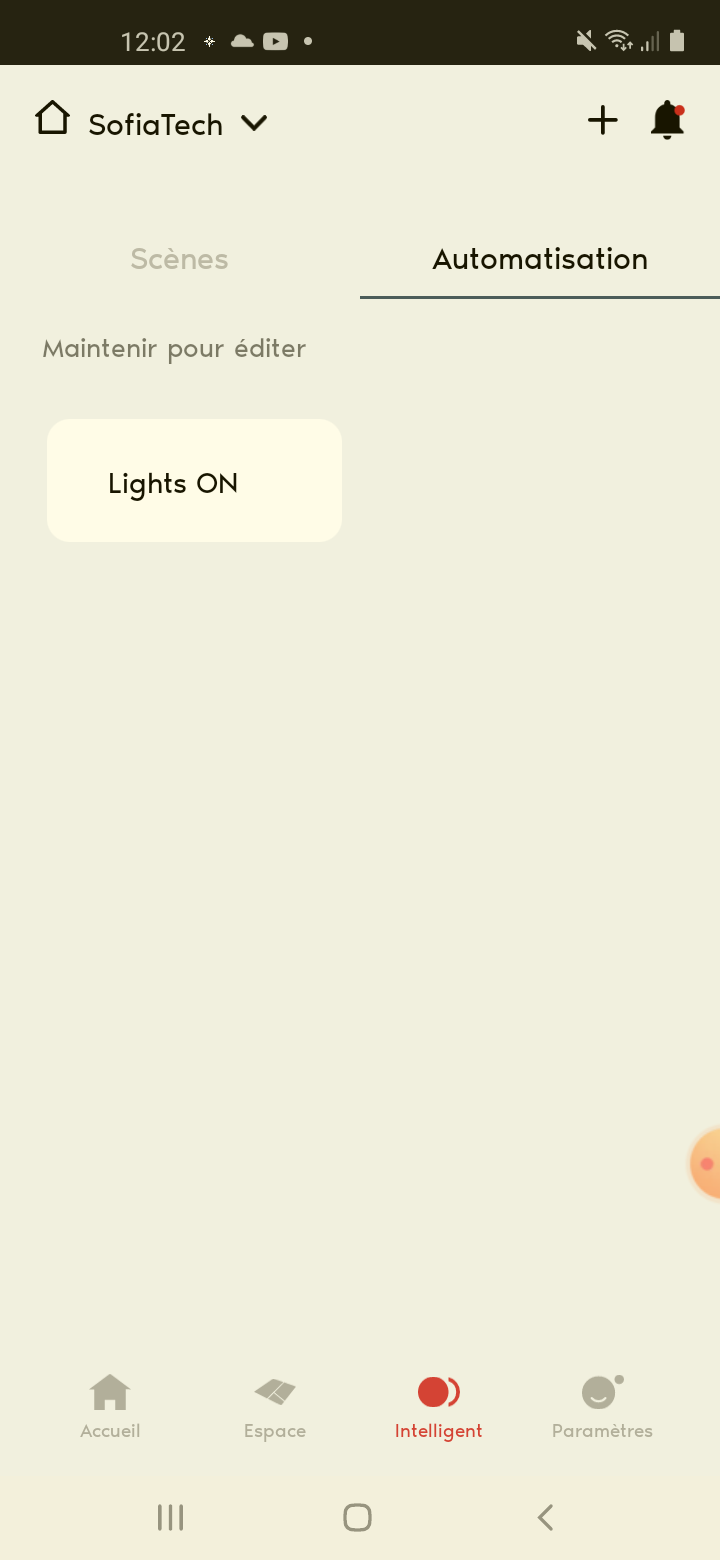 12:02
SofiaTech
Scènes
Automatisation
Maintenir pour éditer
Lights ON
Accueil
Espace
Intelligent
Paramètres